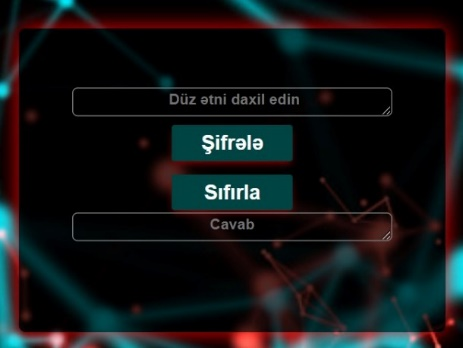 Düz ətni daxil edin
Şifrələ
Sıfırla
Cavab